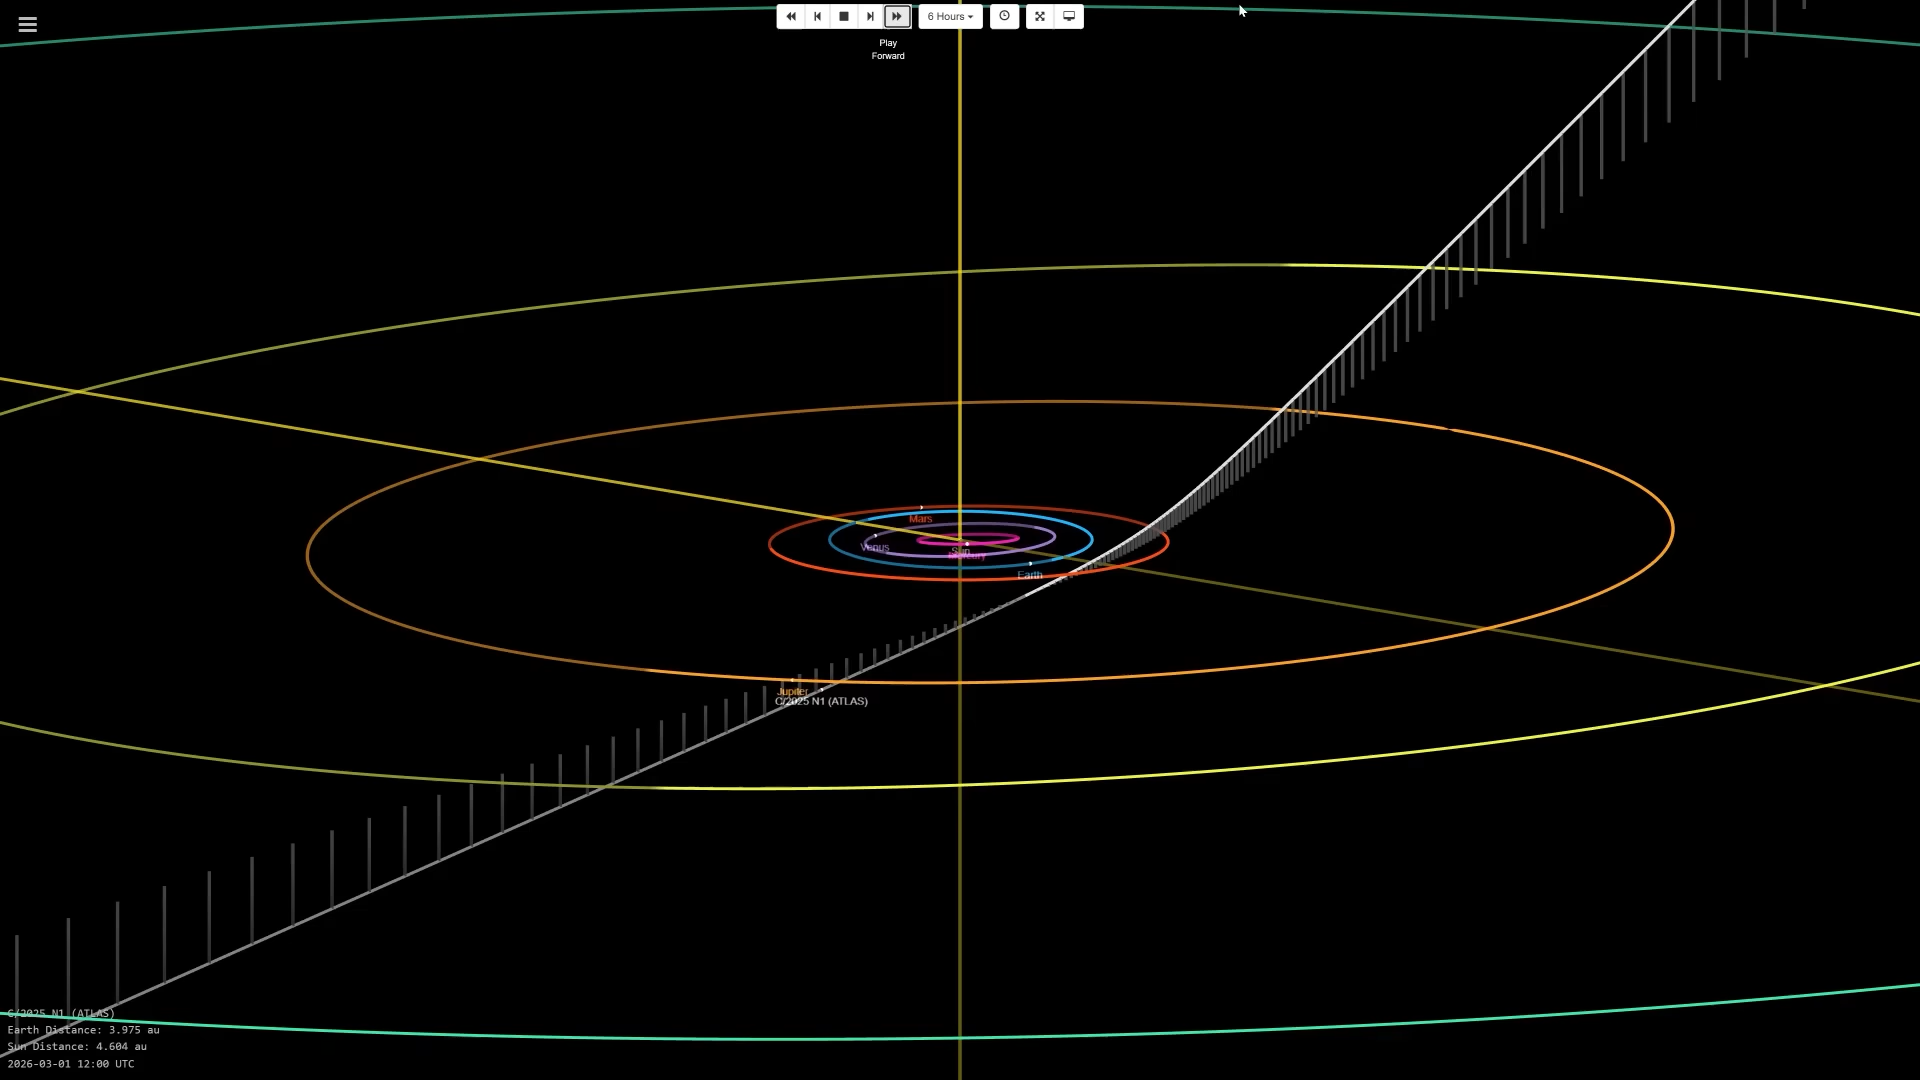 6 Hours
Play
Forward
Mars
Venus
Sun
Mercury
Earth
Jupiter
C/2025 N1 (ATLAS)
C/2025 N1 (ATLAS)
Earth Distance: 3.975 au
Sun Distance: 4.604 au
2026-03-01 12:00 UTC